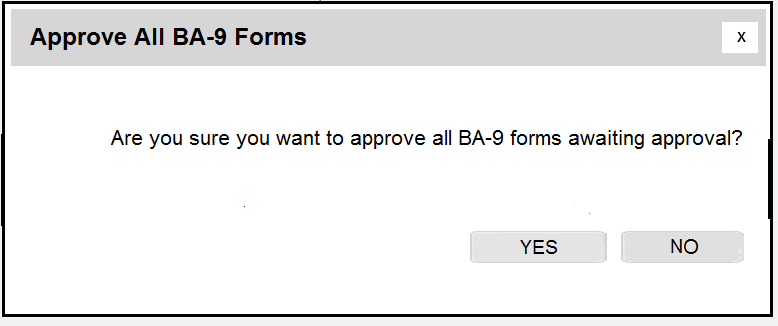 Approve All BA-9 Forms
x
Are you sure you want to approve all BA-9 forms awaiting approval?
YES NO